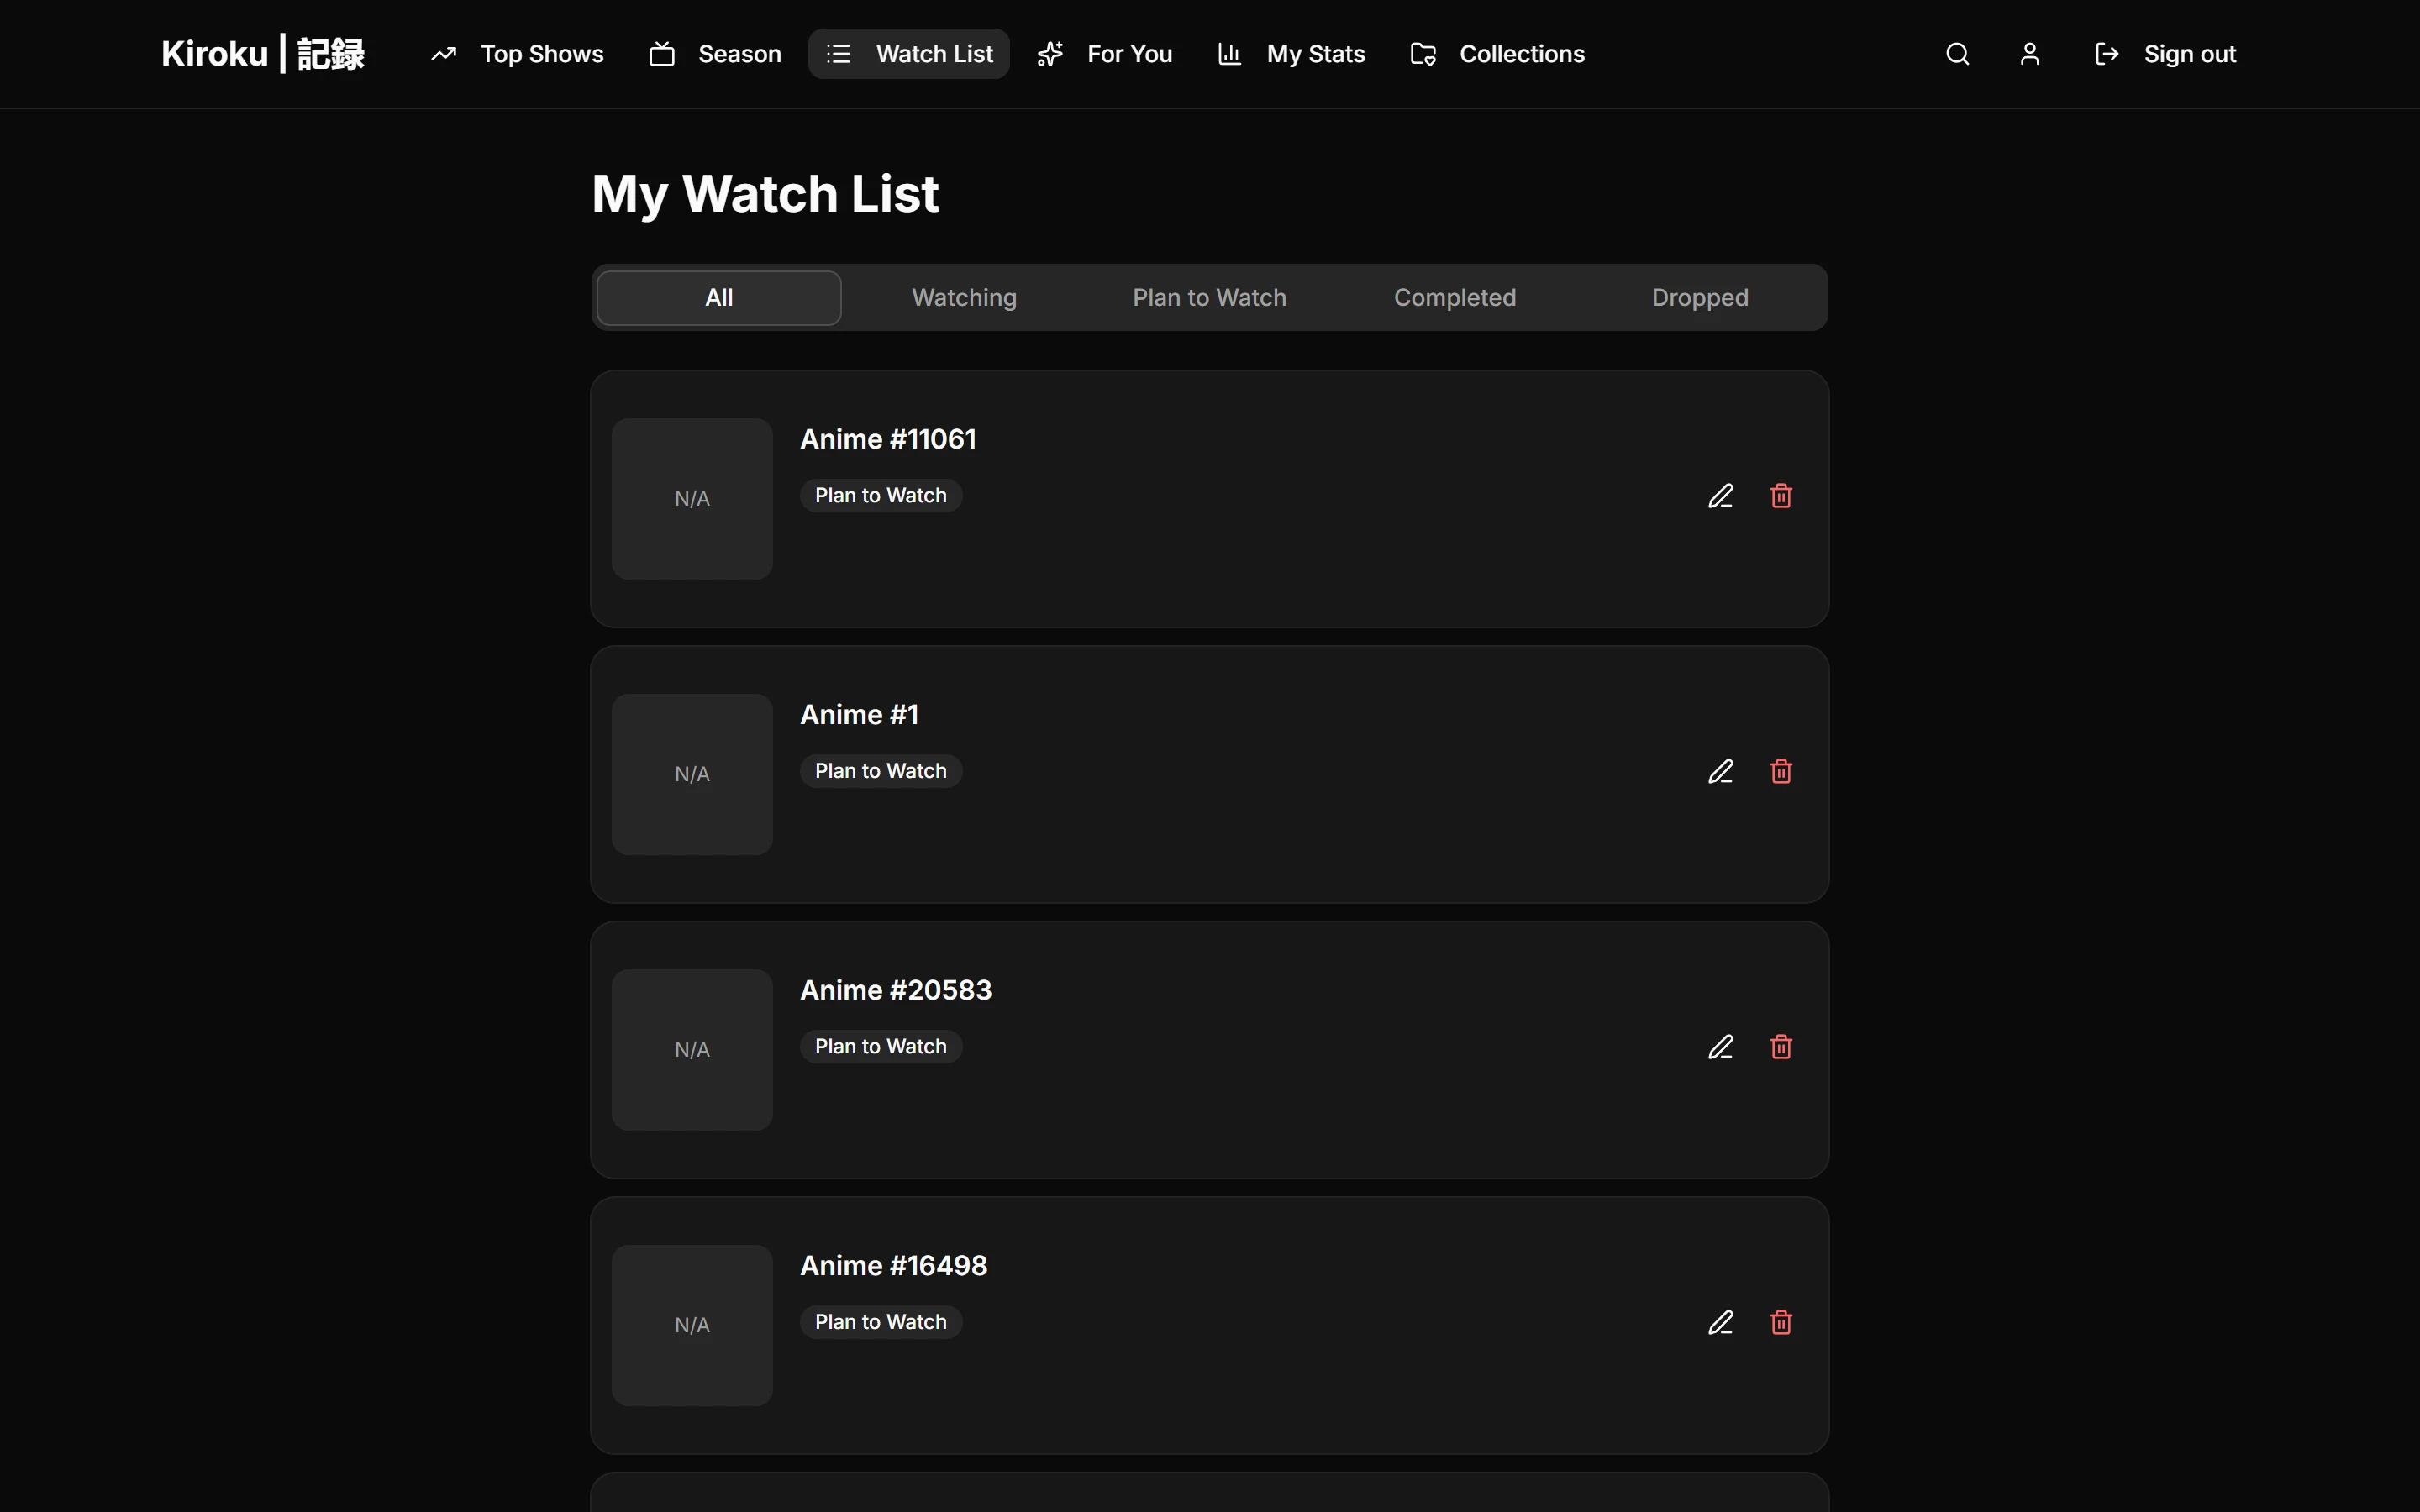 Kiroku | 記録
Top Shows
Season
Watch List
For You
My Stats
Collections
Sign out
My Watch List
All
Watching
Plan to Watch
Completed
Dropped
N/A
Anime #11061
Plan to Watch
N/A
Anime #1
Plan to Watch
N/A
Anime #20583
Plan to Watch
N/A
Anime #16498
Plan to Watch